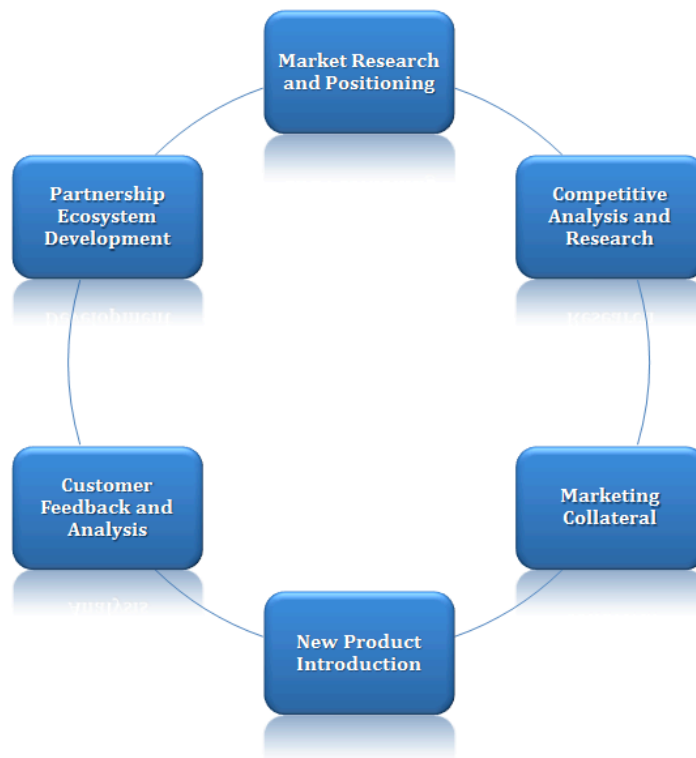 Market Research
and Positioning
Competitive
Analysis and
Research
Marketing
Collateral
New Product
Introduction
Customer
Feedback and
Analysis
Partnership
Ecosystem
Development